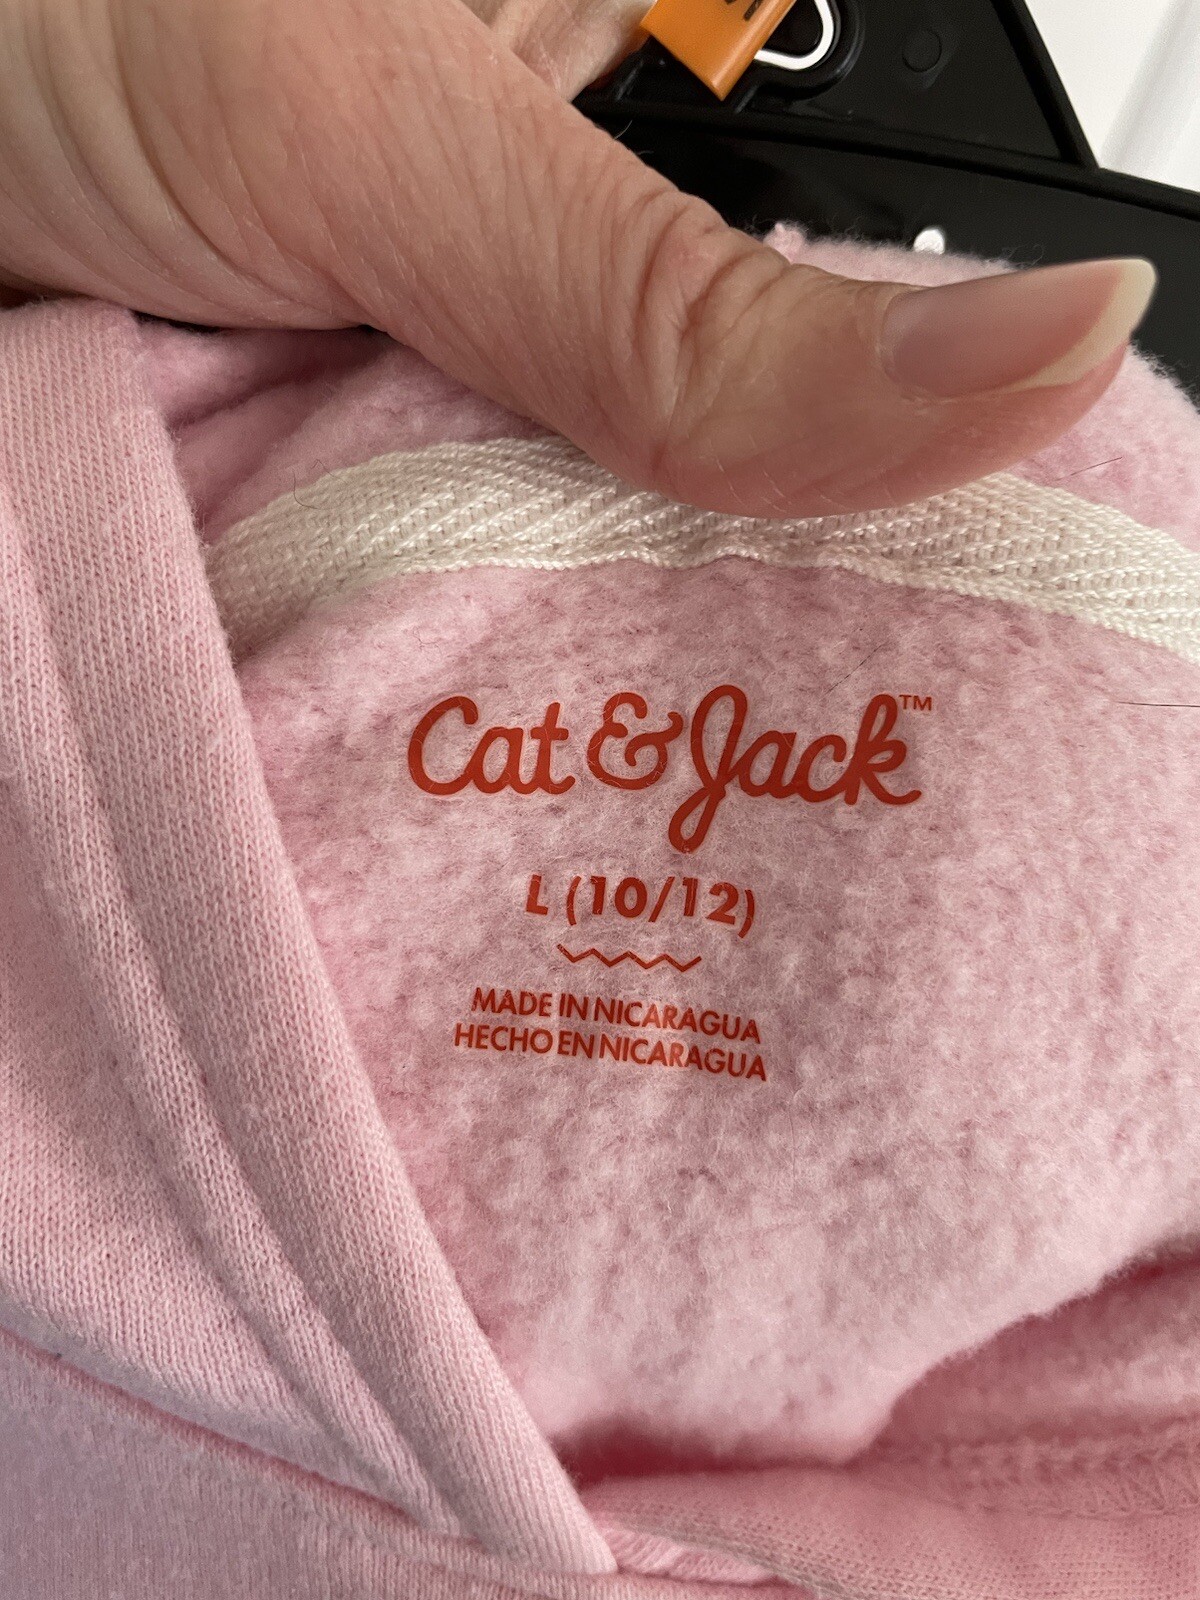 Cat & Jack™
L (10/12)
MADE IN NICARAGUA
HECHO EN NICARAGUA